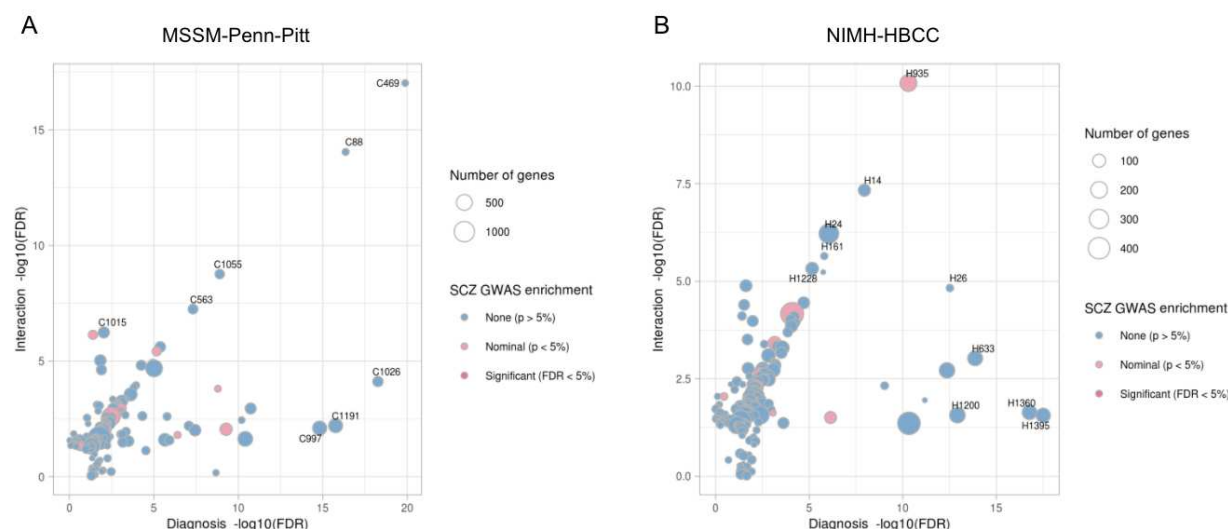 A
MSSM-Penn-Pitt
C469
C88
C1055
C563
C1015
C1026
C1191
C997
15
10
5
0
0
5
10
15
20
Interaction -log10(FDR)
Diagnosis -log10(FDR)
Number of genes
500
1000
SCZ GWAS enrichment
None (p > 5%)
Nominal (p < 5%)
Significant (FDR < 5%)
B
NIMH-HBCC
H935
H14
H24
H161
H1228
H26
H633
H1200
H1360
H1395
10.0
7.5
5.0
2.5
0.0
0
5
10
15
Interaction -log10(FDR)
Diagnosis -log10(FDR)
Number of genes
100
200
300
400
SCZ GWAS enrichment
None (p > 5%)
Nominal (p < 5%)
Significant (FDR < 5%)